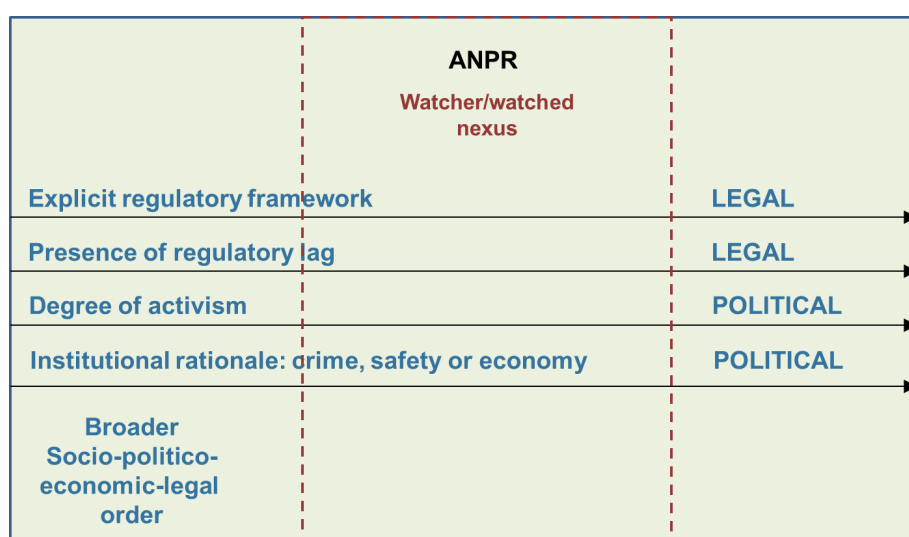 ANPR
Watcher/watched
nexus
Explicit regulatory framework LEGAL
Presence of regulatory lag LEGAL
Degree of activism POLITICAL
Institutional rationale: crime, safety or economy POLITICAL
Broader
Socio-politico-
economic-legal
order